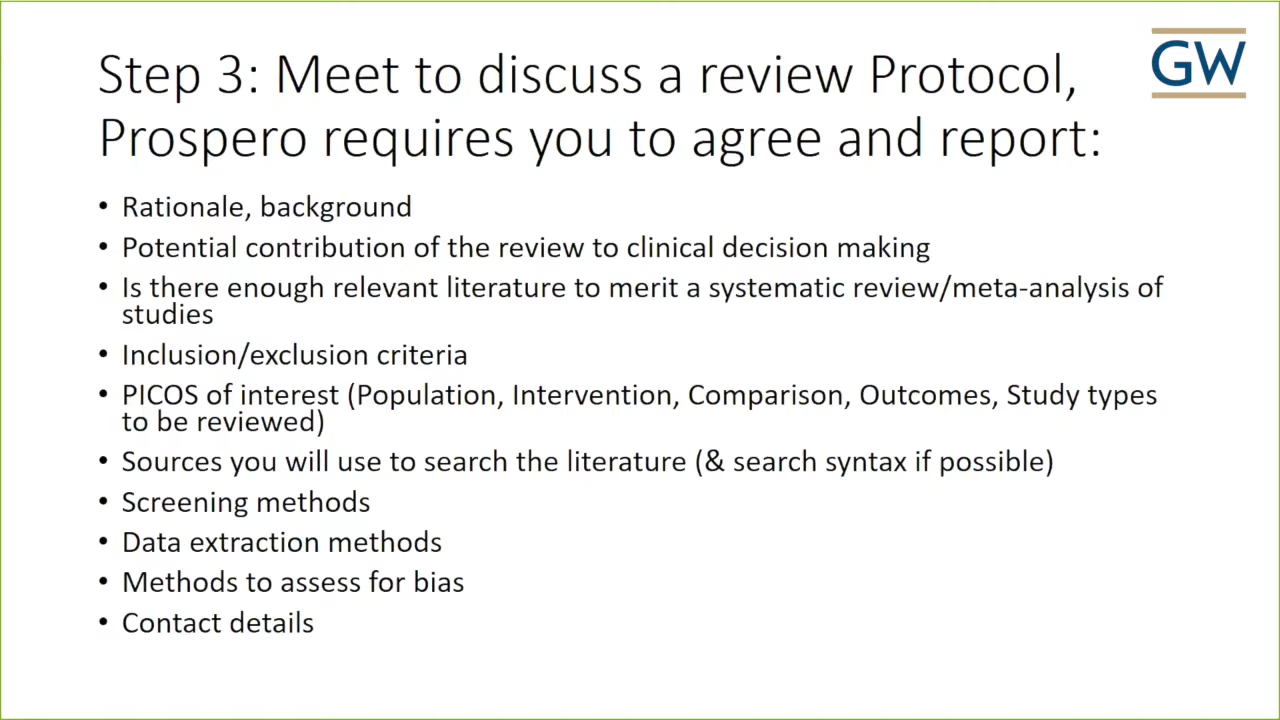 Step 3: Meet to discuss a review Protocol,
Prospero requires you to agree and report:
GW
• Rationale, background
• Potential contribution of the review to clinical decision making
• Is there enough relevant literature to merit a systematic review/meta-analysis of
studies
• Inclusion/exclusion criteria
• PICOS of interest (Population, Intervention, Comparison, Outcomes, Study types
to be reviewed)
• Sources you will use to search the literature (& search syntax if possible)
• Screening methods
• Data extraction methods
• Methods to assess for bias
• Contact details